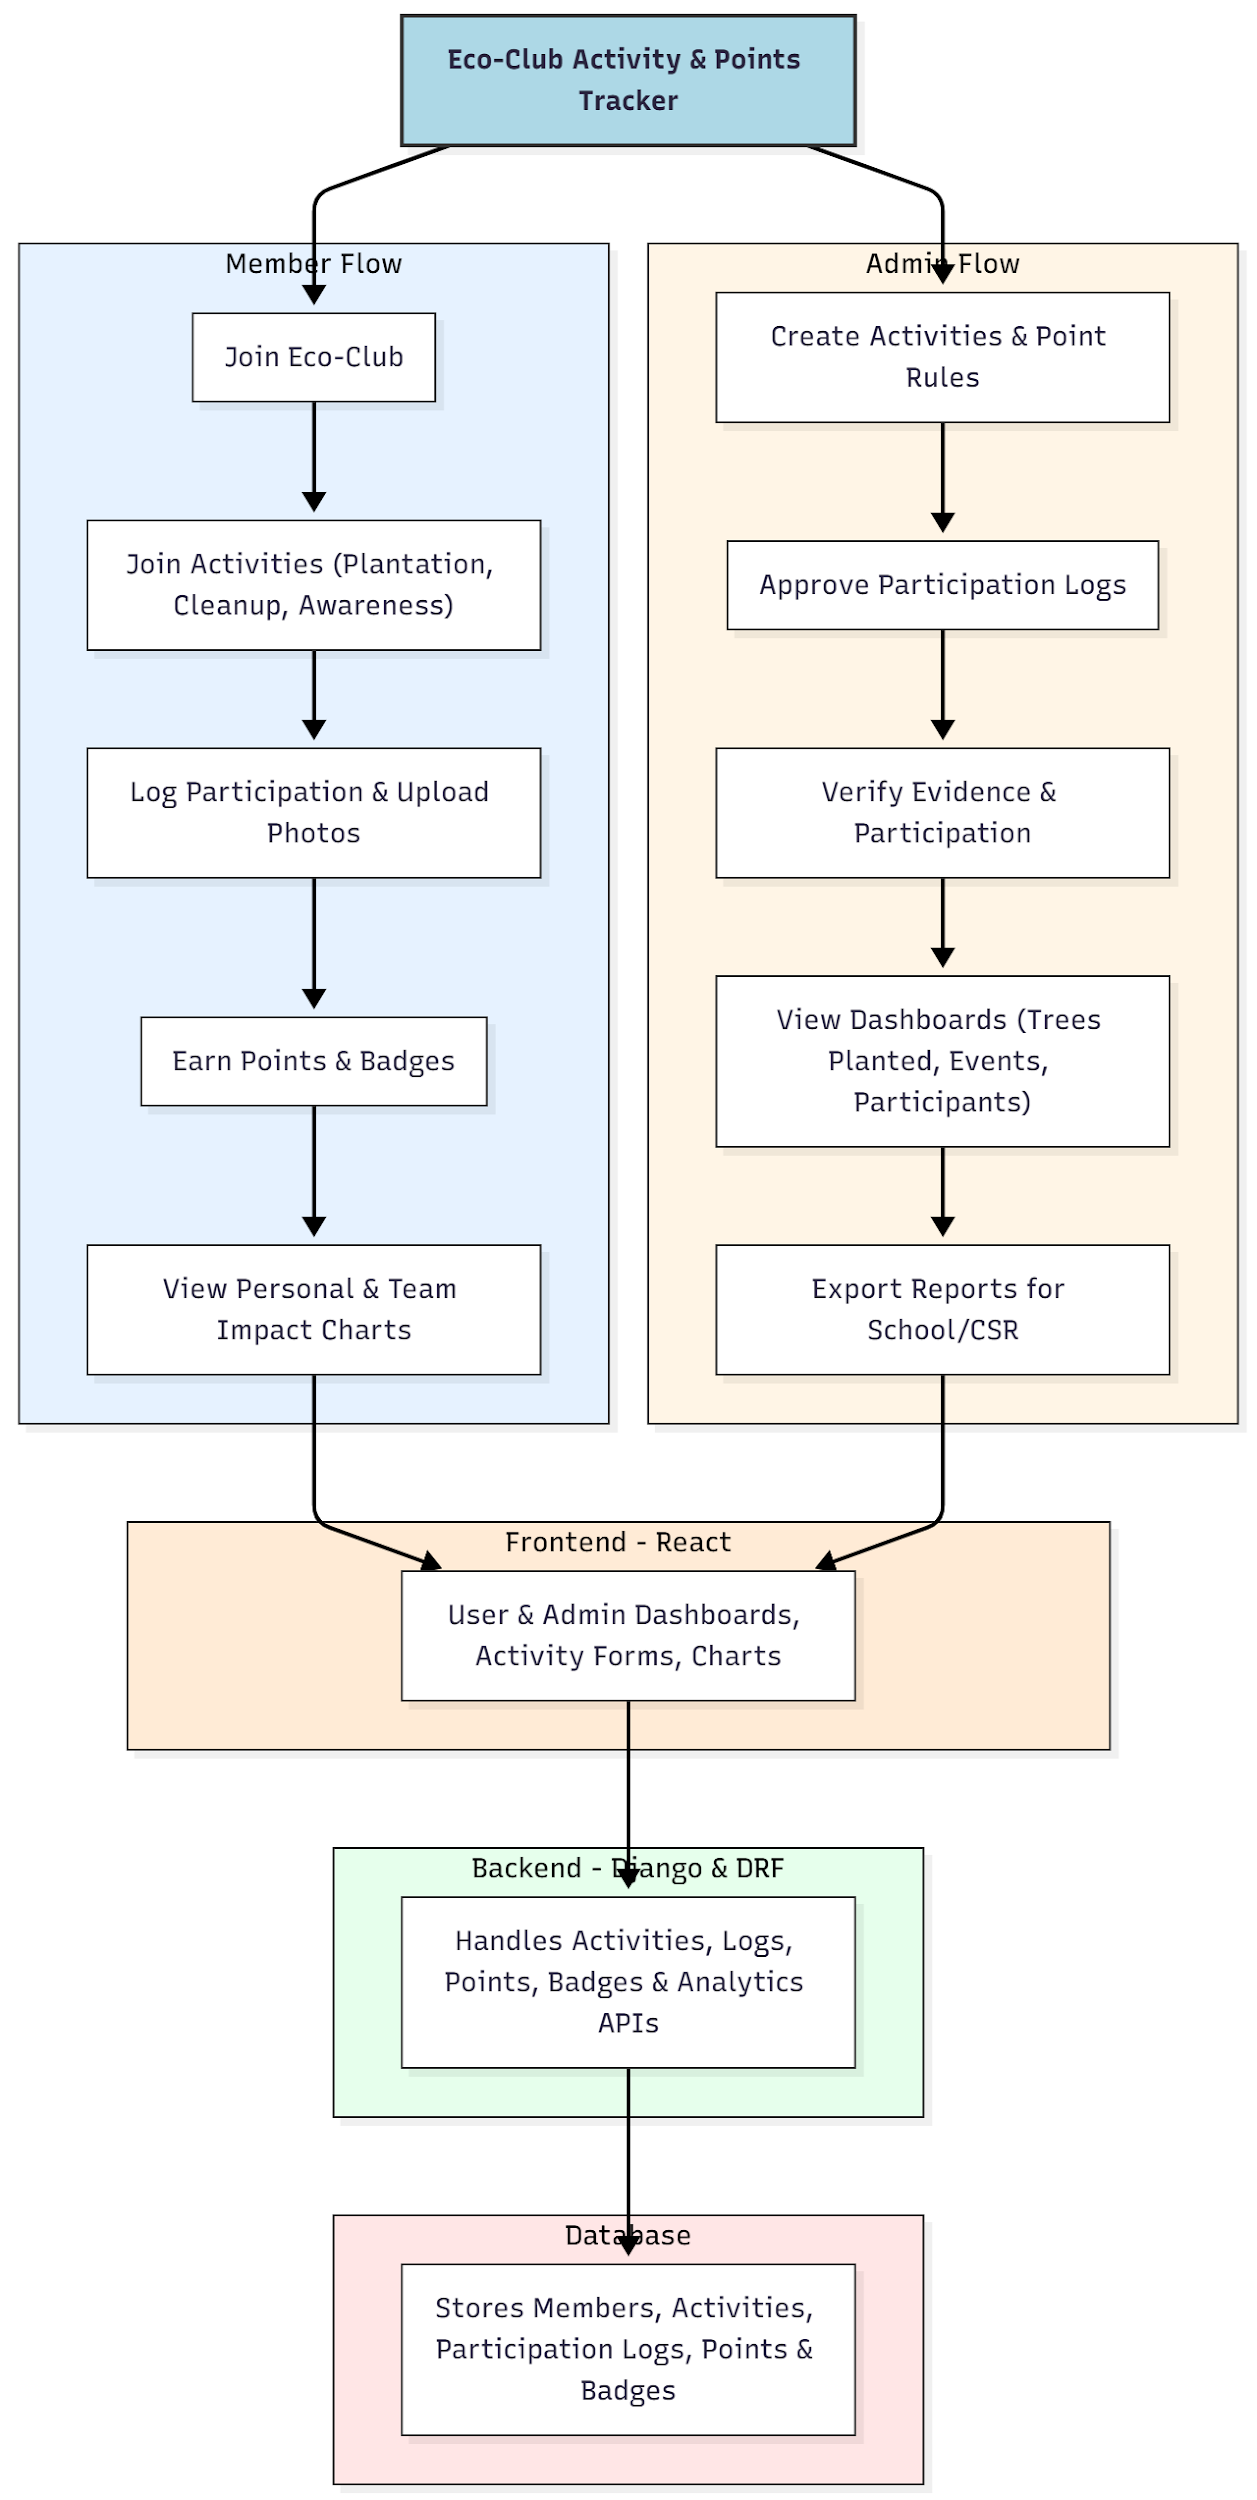 Eco-Club Activity & Points
Tracker
Member Flow
Join Eco-Club
Join Activities (Plantation,
Cleanup, Awareness)
Log Participation & Upload
Photos
Earn Points & Badges
View Personal & Team
Impact Charts
Admin Flow
Create Activities & Point
Rules
Approve Participation Logs
Verify Evidence &
Participation
View Dashboards (Trees
Planted, Events,
Participants)
Export Reports for
School/CSR
Frontend - React
User & Admin Dashboards,
Activity Forms, Charts
Backend - Django & DRF
Handles Activities, Logs,
Points, Badges & Analytics
APIs
Database
Stores Members, Activities,
Participation Logs, Points &
Badges